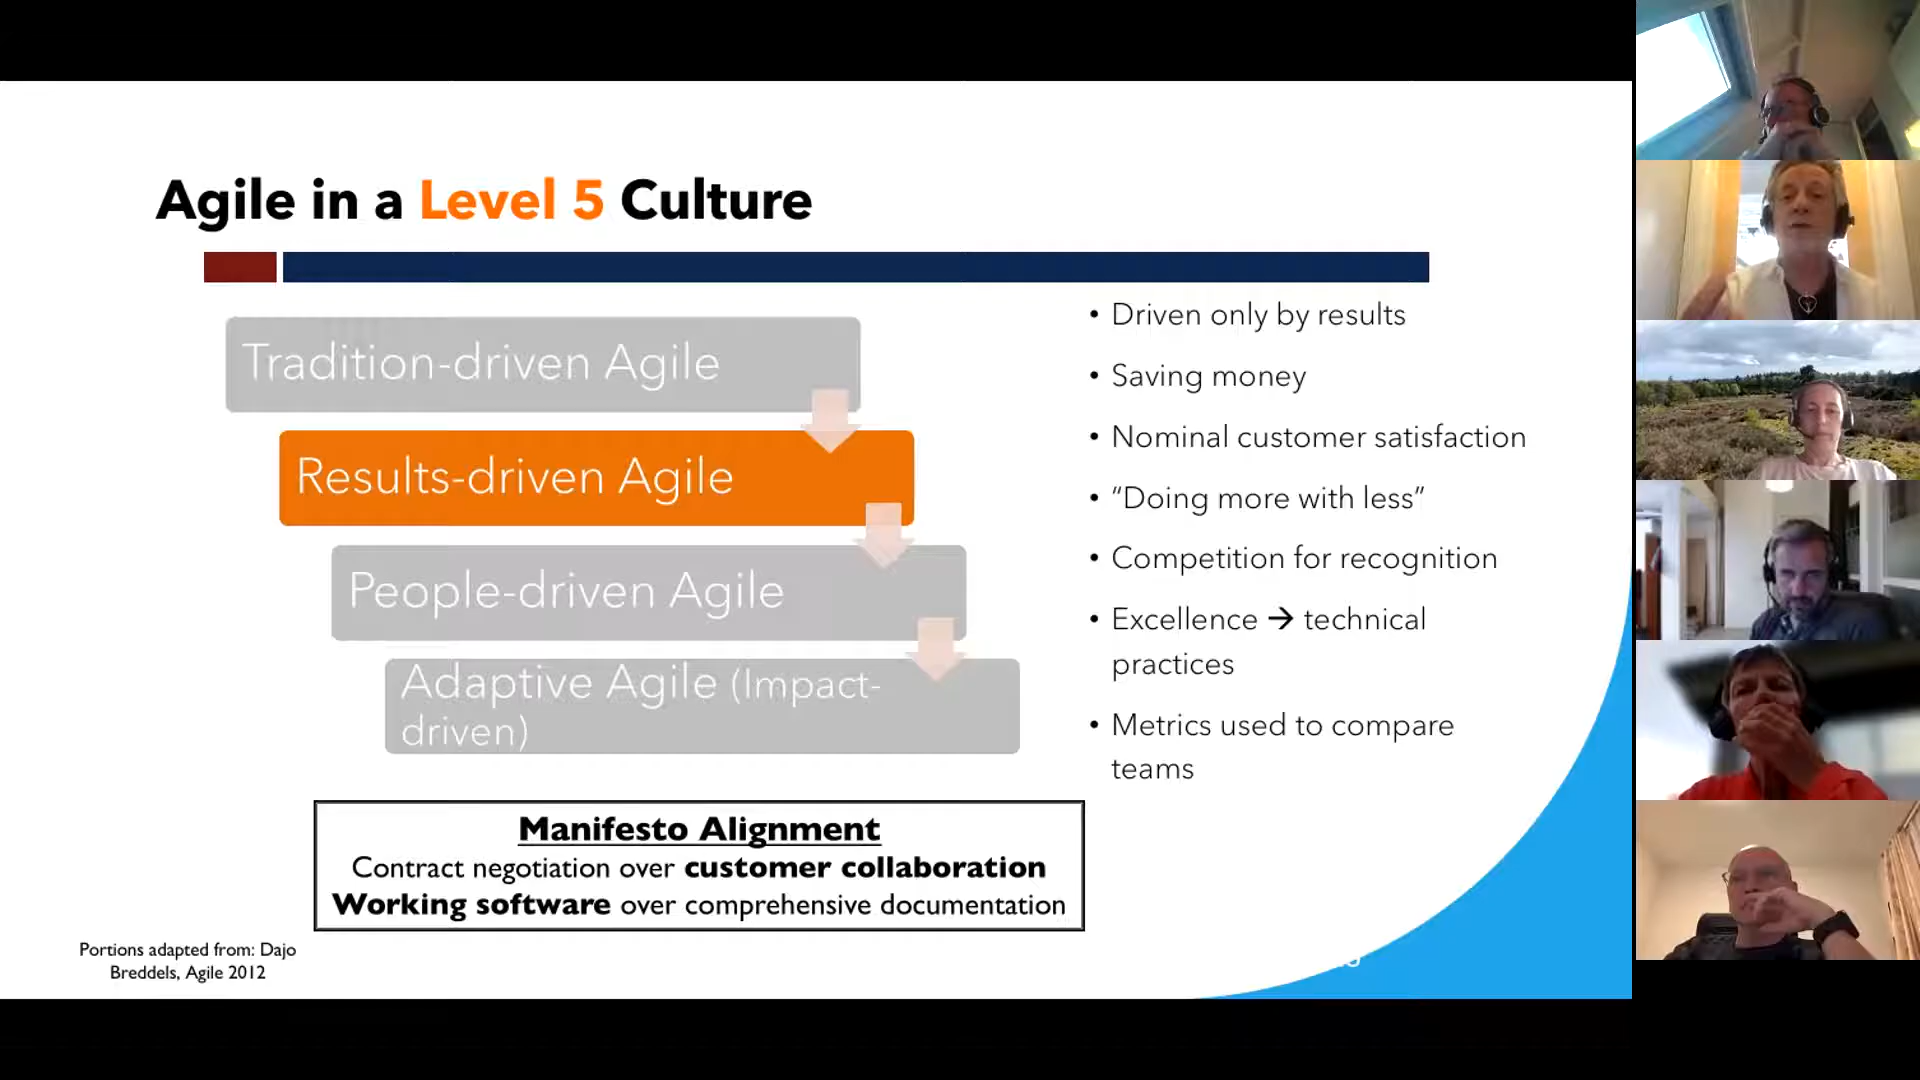 Agile in a Level 5 Culture
Tradition-driven Agile
Results-driven Agile
People-driven Agile
Adaptive Agile (Impact-
driven)
• Driven only by results
• Saving money
• Nominal customer satisfaction
• “Doing more with less”
• Competition for recognition
• Excellence → technical
practices
• Metrics used to compare
teams
Manifesto Alignment
Contract negotiation over customer collaboration
Working software over comprehensive documentation
Portions adapted from: Dajo
Breddels, Agile 2012